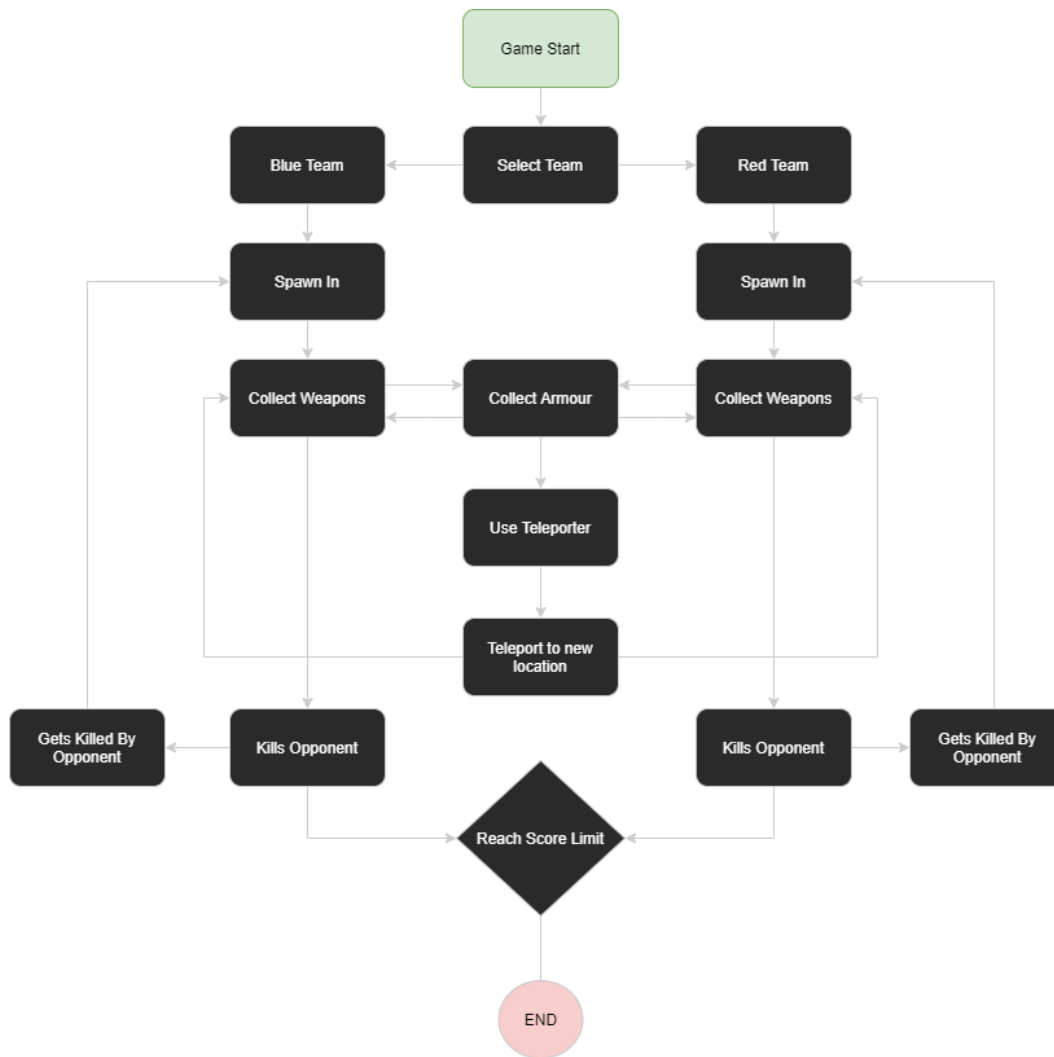 Game Start
Blue Team
Select Team
Red Team
Spawn In
Spawn In
Collect Weapons
Collect Armour
Collect Weapons
Use Teleporter
Teleport to new
location
Gets Killed By
Opponent
Kills Opponent
Kills Opponent
Gets Killed By
Opponent
Reach Score Limit
END